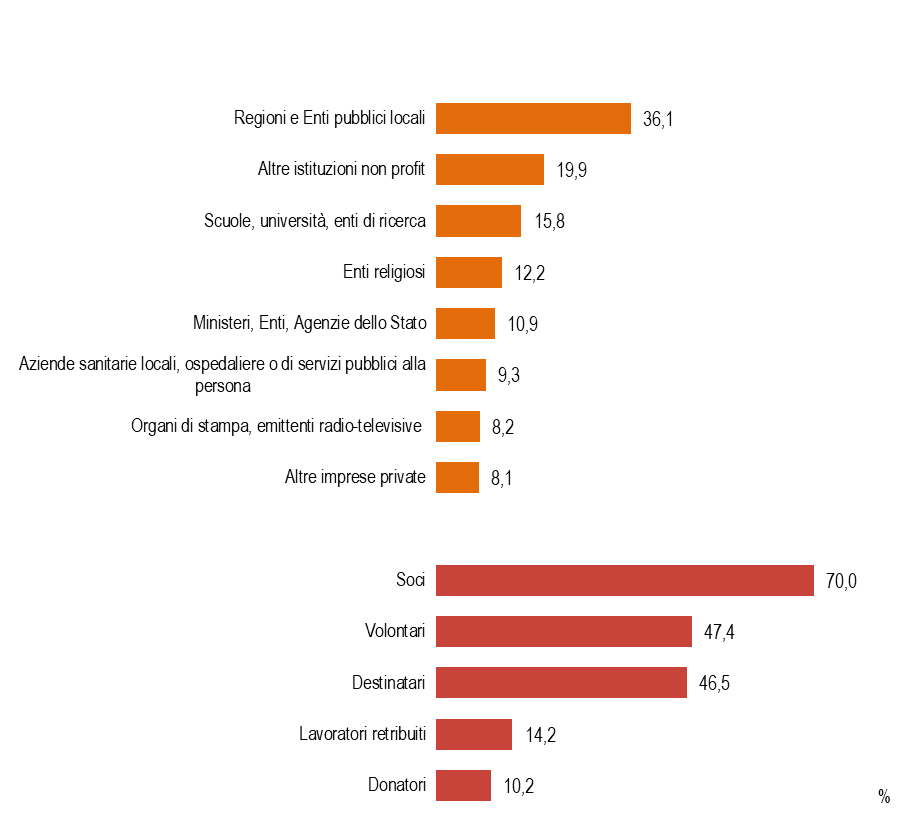 Regioni e Enti pubblici locali 36,1
Altre istituzioni non profit 19,9
Scuole, università, enti di ricerca 15,8
Enti religiosi 12,2
Ministeri, Enti, Agenzie dello Stato 10,9
Aziende sanitarie locali, ospedaliere o di servizi pubblici alla
persona 9,3
Organi di stampa, emittenti radio-televisive 8,2
Altre imprese private 8,1
Soci 70,0
Volontari 47,4
Destinatari 46,5
Lavoratori retribuiti 14,2
Donatori 10,2
%